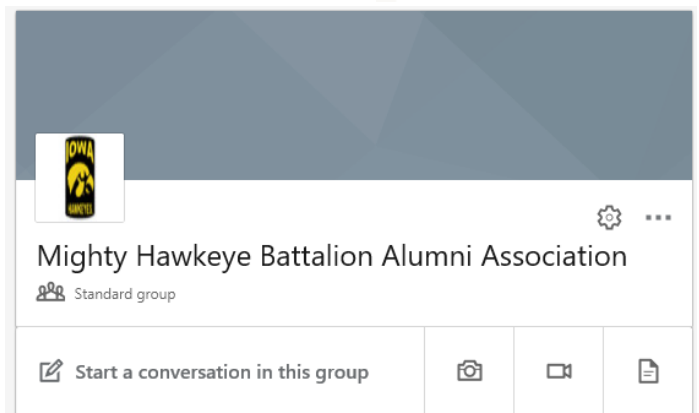 IOWA
HAWKEYES
Mighty Hawkeye Battalion Alumni Association
Standard group
Start a conversation in this group